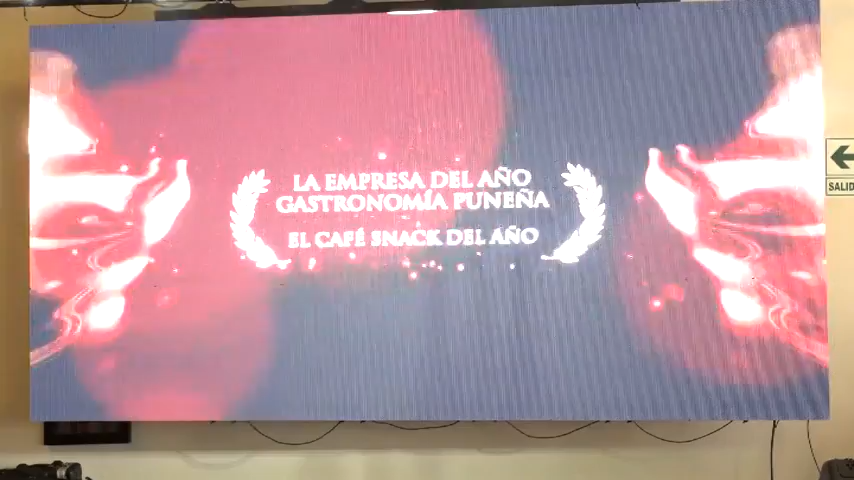 LA EMPRESA DEL AÑO
GASTRONOMÍA PUNEÑA
EL CAFÉ SNACK DEL AÑO
SALID